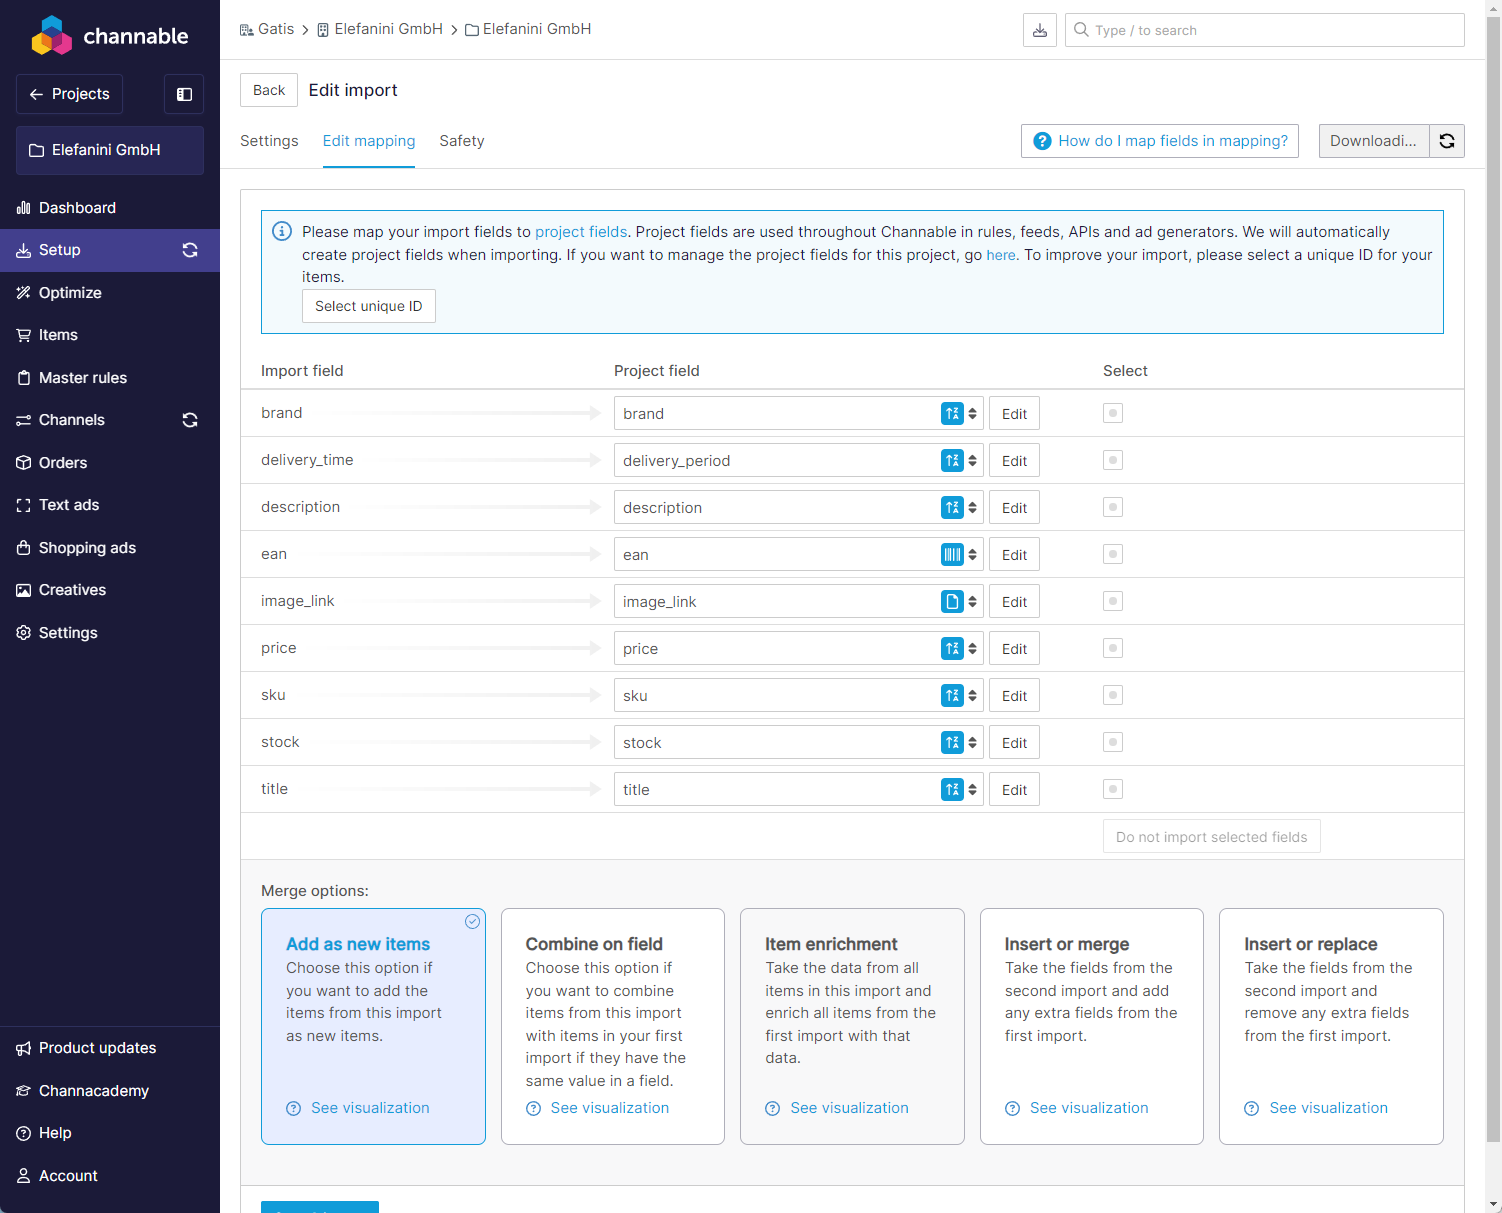 channable
Gatis > Elefanini GmbH > Elefanini GmbH
Type / to search
Projects
Back
Edit import
Elefanini GmbH
Settings
Edit mapping
Safety
How do I map fields in mapping?
Downloadi...
Dashboard
Setup
Optimize
Items
Master rules
Channels
Orders
Text ads
Shopping ads
Creatives
Settings
Product updates
Channacademy
Help
Account
Please map your import fields to project fields. Project fields are used throughout Channable in rules, feeds, APIs and ad generators. We will automatically
create project fields when importing. If you want to manage the project fields for this project, go here. To improve your import, please select a unique ID for your
items.
Select unique ID
Import field Project field Select
brand brand Edit
delivery_time delivery_period Edit
description description Edit
ean ean Edit
image_link image_link Edit
price price Edit
sku sku Edit
stock stock Edit
title title Edit
Do not import selected fields
Merge options:
Add as new items
Choose this option if
you want to add the
items from this import
as new items.
See visualization
Combine on field
Choose this option if
you want to combine
items from this import
with items in your first
import if they have the
same value in a field.
See visualization
Item enrichment
Take the data from all
items in this import and
enrich all items from the
first import with that
data.
See visualization
Insert or merge
Take the fields from the
second import and add
any extra fields from the
first import.
See visualization
Insert or replace
Take the fields from the
second import and
remove any extra fields
from the first import.
See visualization